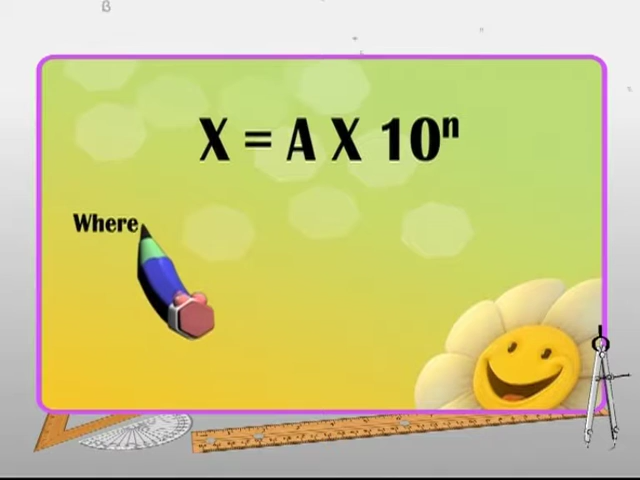 X = A X 10ⁿ
Where